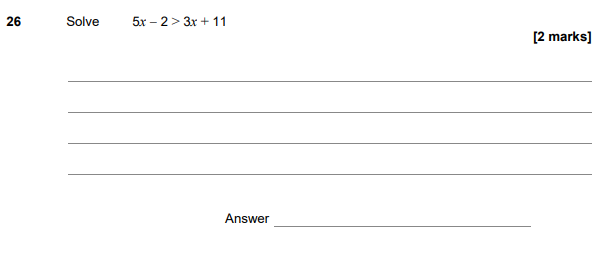 26 Solve 5x – 2 > 3x + 11
[2 marks]
Answer